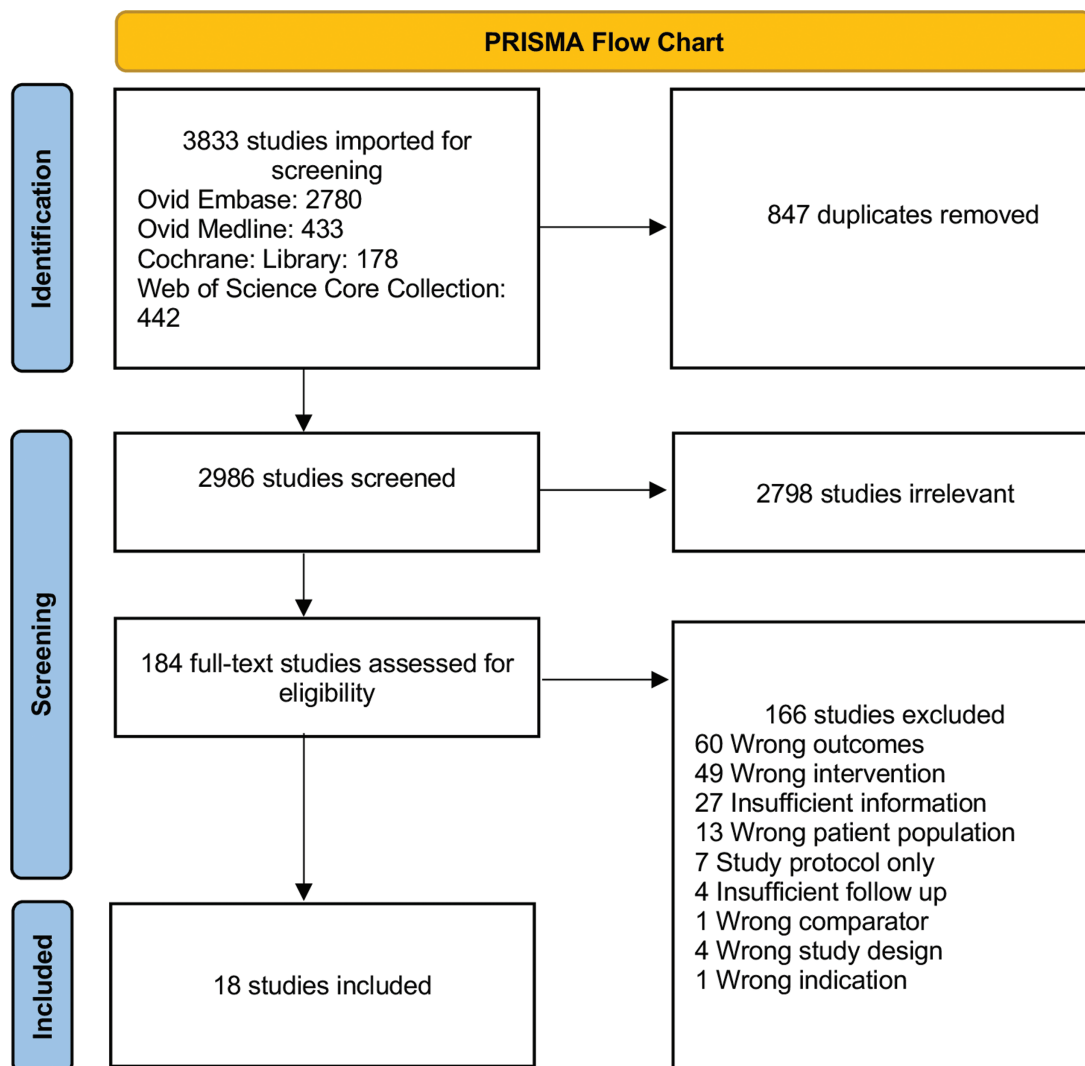 PRISMA Flow Chart
Identification
3833 studies imported for
screening
Ovid Embase: 2780
Ovid Medline: 433
Cochrane: Library: 178
Web of Science Core Collection:
442
847 duplicates removed
Screening
2986 studies screened
2798 studies irrelevant
184 full-text studies assessed for
eligibility
166 studies excluded
60 Wrong outcomes
49 Wrong intervention
27 Insufficient information
13 Wrong patient population
7 Study protocol only
4 Insufficient follow up
1 Wrong comparator
4 Wrong study design
1 Wrong indication
Included
18 studies included